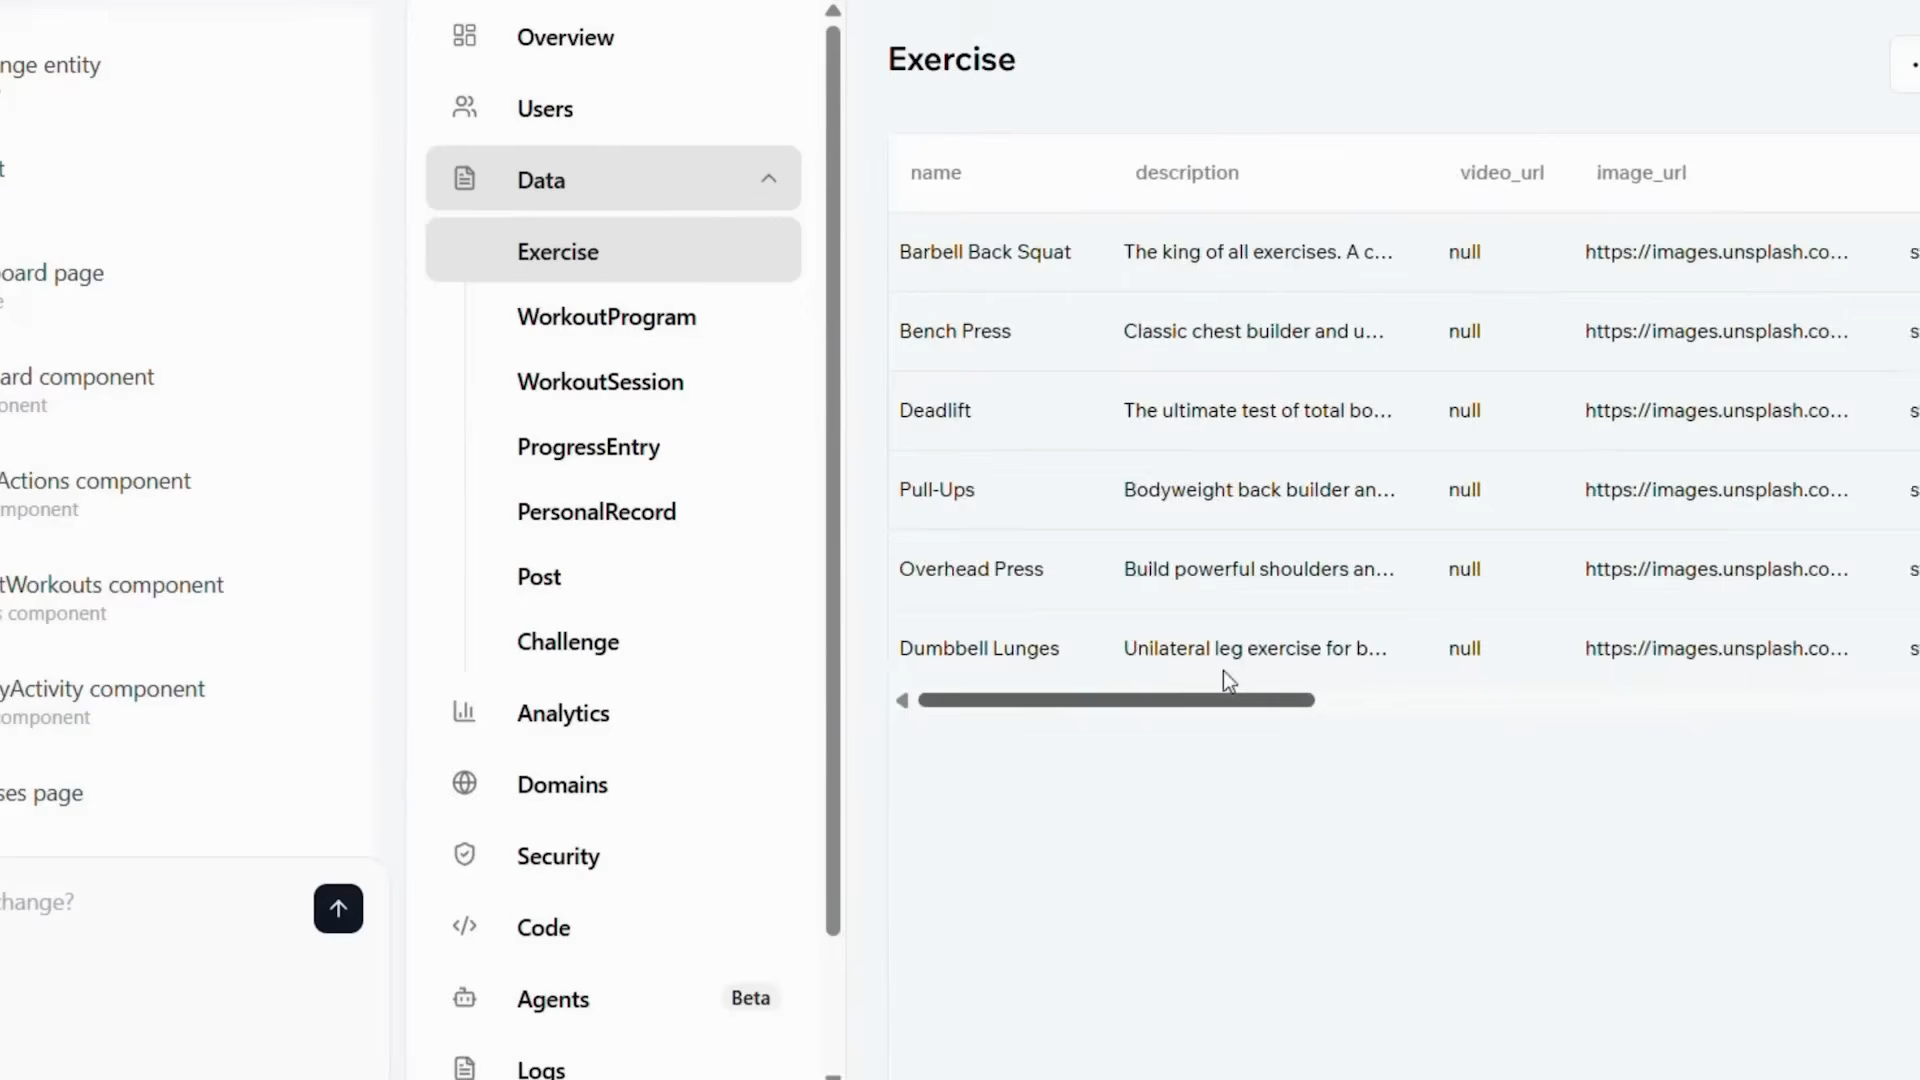 nge entity
t
oard page
e
ard component
onent
Actions component
mponent
tWorkouts component
s component
yActivity component
omponent
ses page
change?
Overview
Users
Data
Exercise
WorkoutProgram
WorkoutSession
ProgressEntry
PersonalRecord
Post
Challenge
Analytics
Domains
Security
Code
Agents Beta
Logs
Exercise
name description video_url image_url
Barbell Back Squat The king of all exercises. A c... null https://images.unsplash.co... s
Bench Press Classic chest builder and u... null https://images.unsplash.co... s
Deadlift The ultimate test of total bo... null https://images.unsplash.co... s
Pull-Ups Bodyweight back builder an... null https://images.unsplash.co... s
Overhead Press Build powerful shoulders an... null https://images.unsplash.co... s
Dumbbell Lunges Unilateral leg exercise for b... null https://images.unsplash.co... s